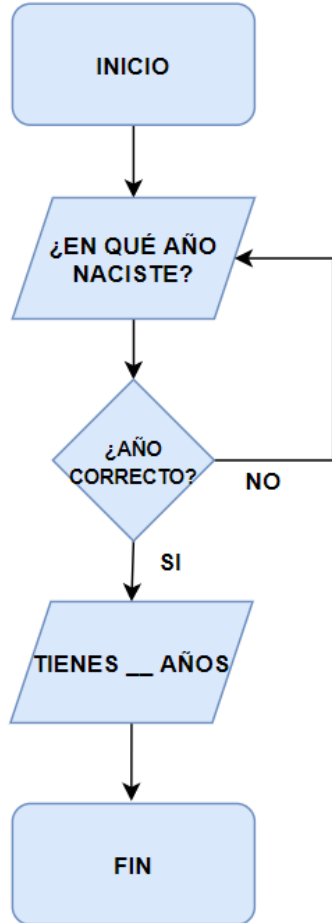 INICIO
¿EN QUÉ AÑO
NACISTE?
¿AÑO
CORRECTO?
NO
SI
TIENES __ AÑOS
FIN